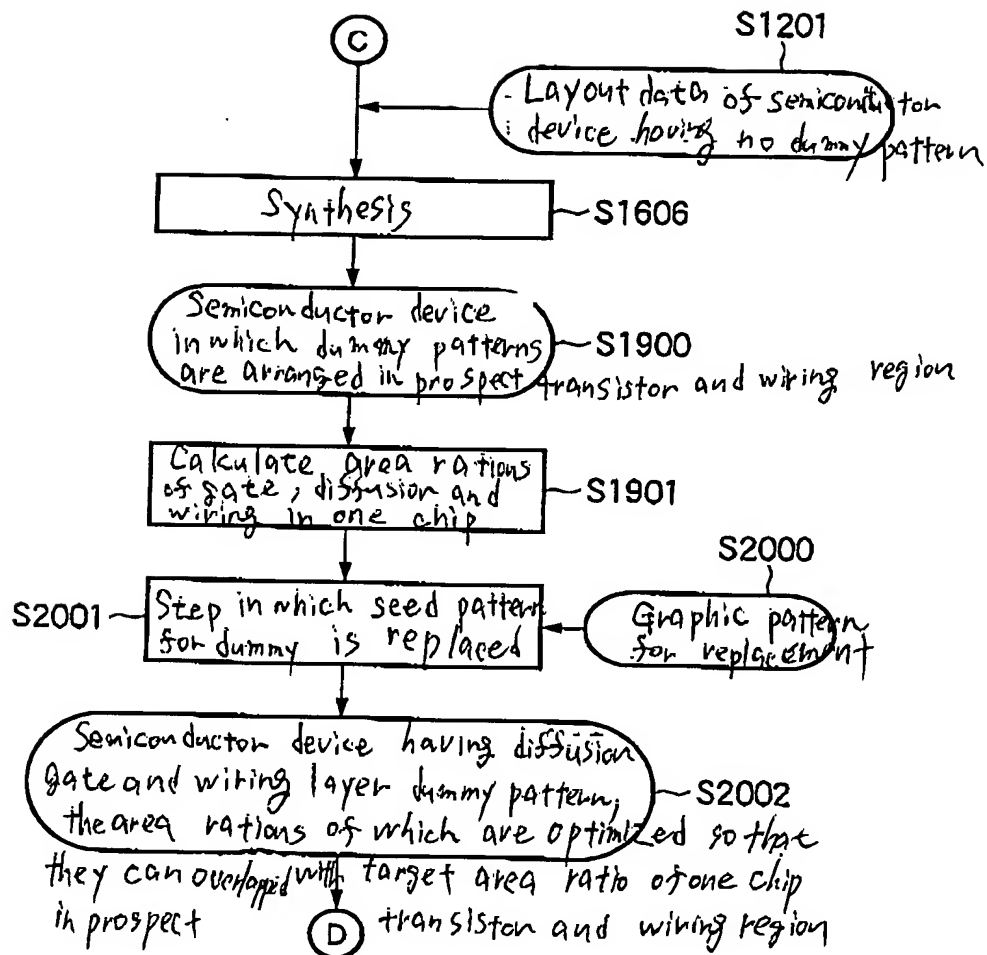 C
S1201
Layout data of semiconductor
device having no dummy pattern
Synthesis
S1606
Semiconductor device
in which dummy patterns
are arranged in prospect transistor and wiring region
S1900
Calculate area rations
of gate, diffusion and
wiring in one chip
S1901
S2000
S2001
Step in which seed pattern
for dummy is replaced
Graphic pattern
for replacement
Semiconductor device having diffusion
gate and wiring layer dummy pattern,
the area rations of which are optimized so that
they can overlapped with target area ratio of one chip
in prospect transistor and wiring region
S2002
D